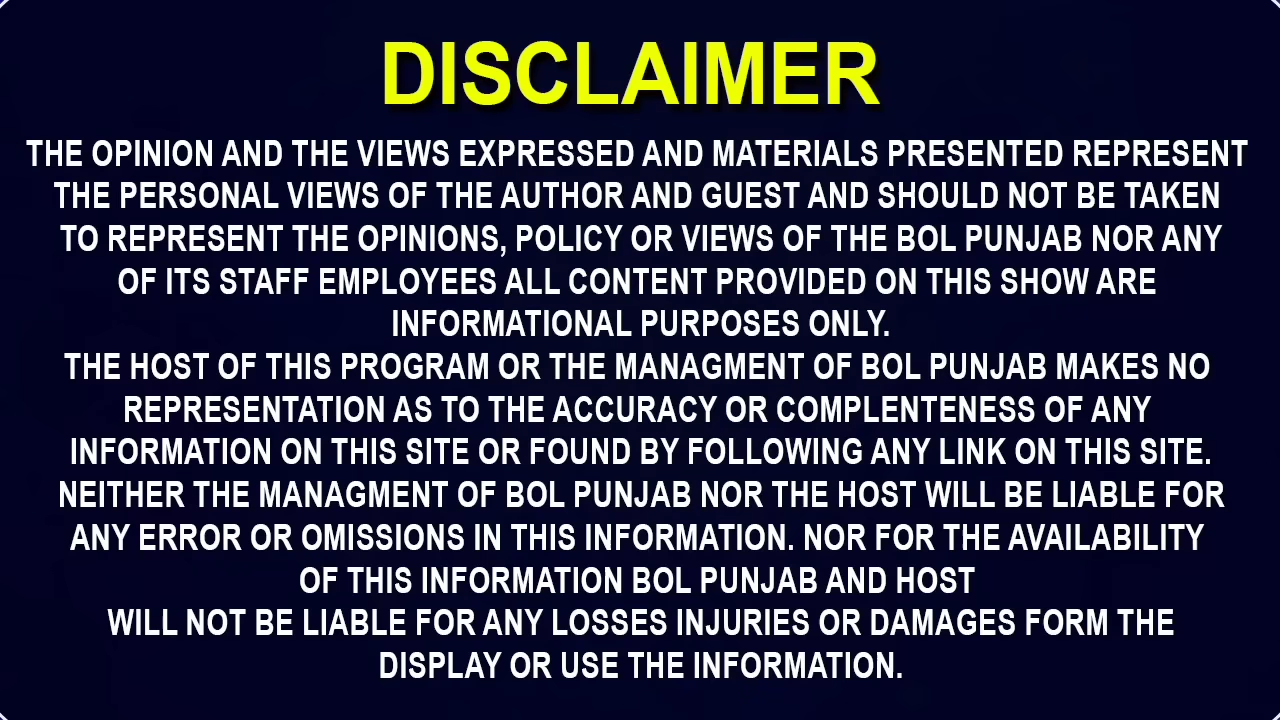 DISCLAIMER
THE OPINION AND THE VIEWS EXPRESSED AND MATERIALS PRESENTED REPRESENT
THE PERSONAL VIEWS OF THE AUTHOR AND GUEST AND SHOULD NOT BE TAKEN
TO REPRESENT THE OPINIONS, POLICY OR VIEWS OF THE BOL PUNJAB NOR ANY
OF ITS STAFF EMPLOYEES ALL CONTENT PROVIDED ON THIS SHOW ARE
INFORMATIONAL PURPOSES ONLY.
THE HOST OF THIS PROGRAM OR THE MANAGMENT OF BOL PUNJAB MAKES NO
REPRESENTATION AS TO THE ACCURACY OR COMPLENTENESS OF ANY
INFORMATION ON THIS SITE OR FOUND BY FOLLOWING ANY LINK ON THIS SITE.
NEITHER THE MANAGMENT OF BOL PUNJAB NOR THE HOST WILL BE LIABLE FOR
ANY ERROR OR OMISSIONS IN THIS INFORMATION. NOR FOR THE AVAILABILITY
OF THIS INFORMATION BOL PUNJAB AND HOST
WILL NOT BE LIABLE FOR ANY LOSSES INJURIES OR DAMAGES FORM THE
DISPLAY OR USE THE INFORMATION.